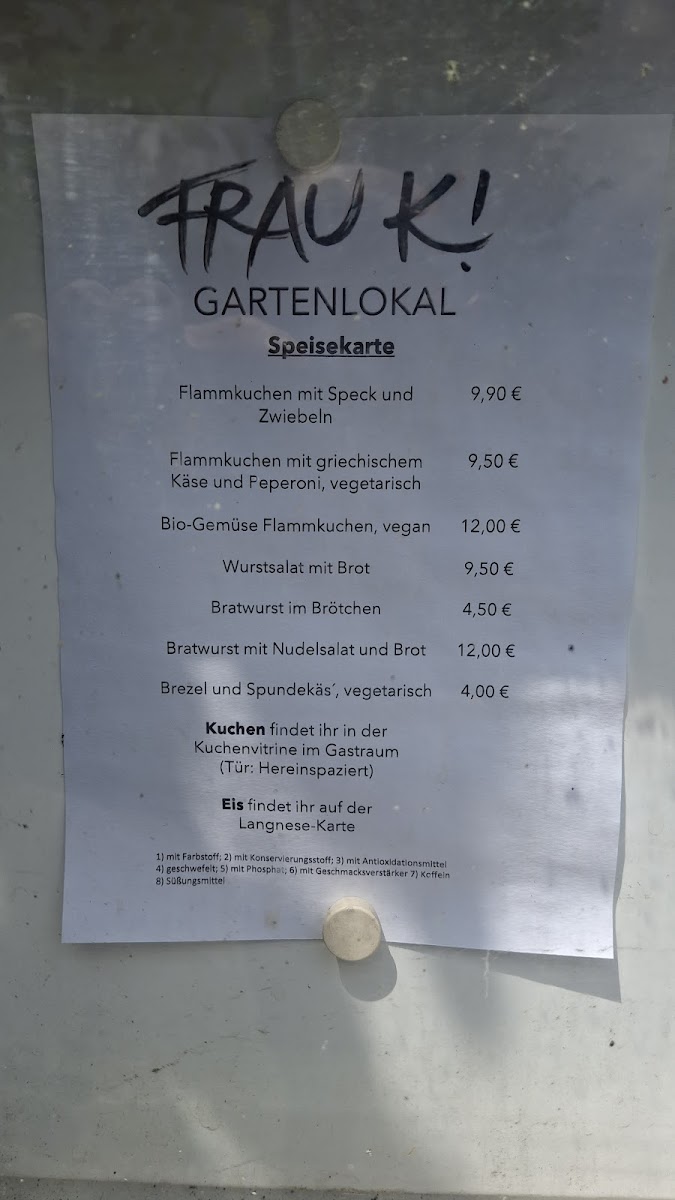 FRAU K!
GARTENLOKAL
Speisekarte
Flammkuchen mit Speck und 9,90 €
Zwiebeln
Flammkuchen mit griechischem 9,50 €
Käse und Peperoni, vegetarisch
Bio-Gemüse Flammkuchen, vegan 12,00 €
Wurstsalat mit Brot 9,50 €
Bratwurst im Brötchen 4,50 €
Bratwurst mit Nudelsalat und Brot 12,00 €
Brezel und Spundekäs´, vegetarisch 4,00 €
Kuchen findet ihr in der
Kuchenvitrine im Gastraum
(Tür: Hereinspaziert)
Eis findet ihr auf der
Langnese-Karte
1) mit Farbstoff; 2) mit Konservierungsstoff; 3) mit Antioxidationsmittel
4) geschwefelt; 5) mit Phosphat; 6) mit Geschmacksverstärker 7) Koffein
8) Süßungsmittel